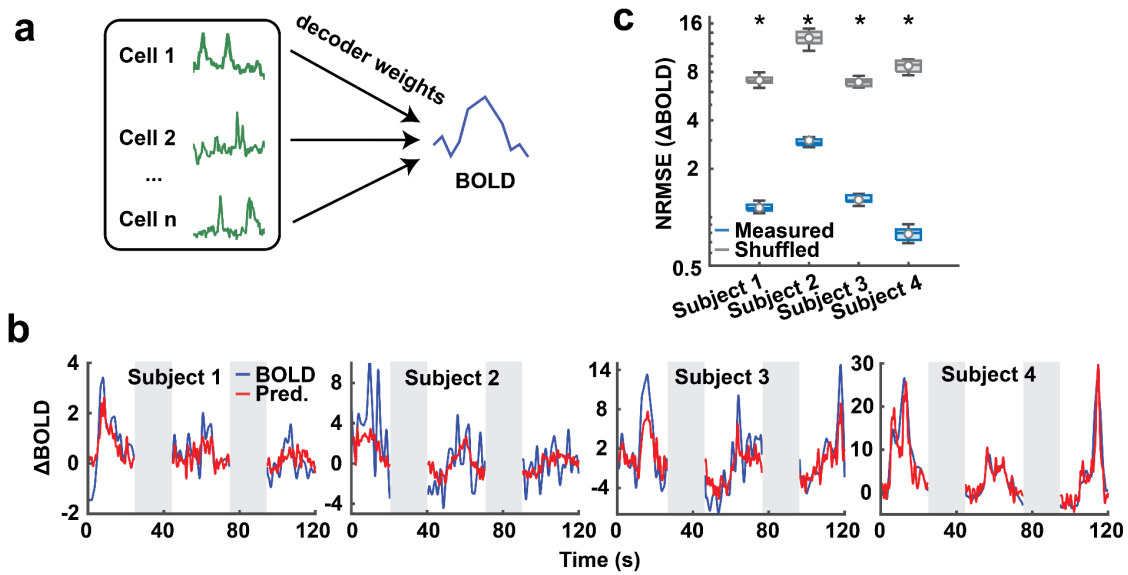 a
Cell 1
Cell 2
...
Cell n
decoder weights
BOLD
c
NRMSE (ΔBOLD)
16
8
4
2
0.5
* * * *
Measured
Shuffled
Subject 1
Subject 2
Subject 3
Subject 4
b
ΔBOLD
4
2
0
-2
Subject 1
BOLD
Pred.
0 40 80 120
8
4
0
-4
Subject 2
0 40 80 120
14
8
2
-4
Subject 3
0 40 80 120
30
20
10
0
Subject 4
0 40 80 120
Time (s)